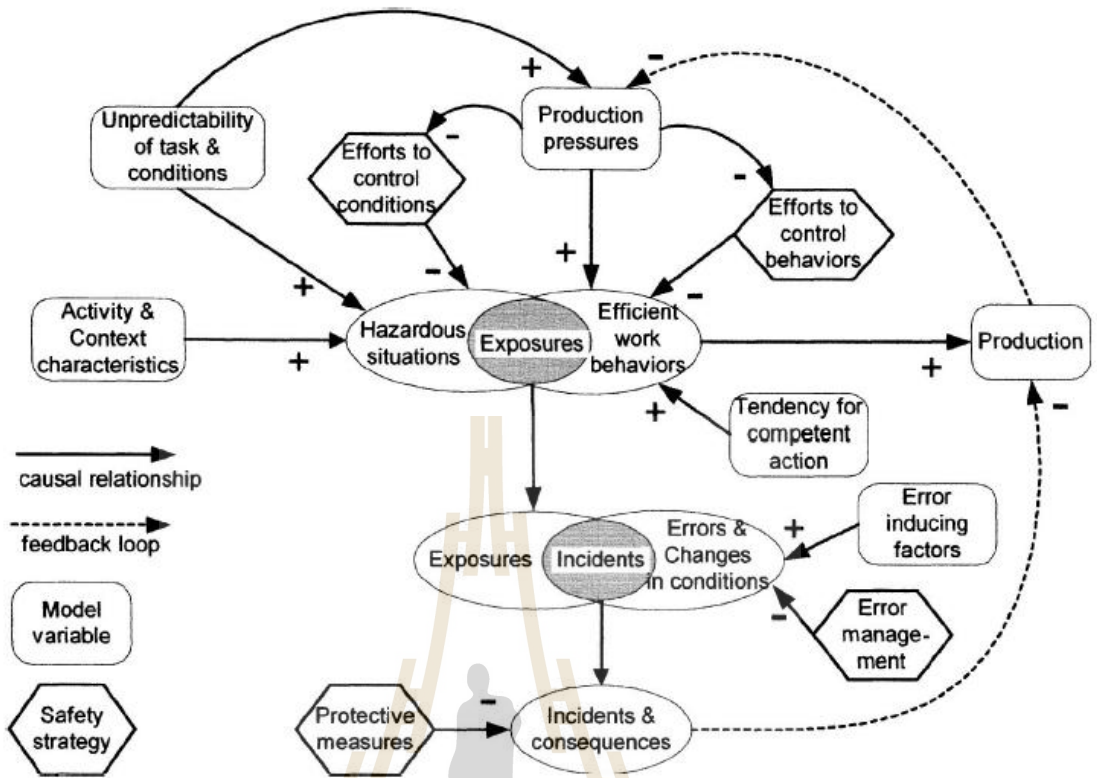 Unpredictability
of task &
conditions
+
-
Production
pressures
-
Efforts to
control
conditions
-
Efforts to
control
behaviors
+
-
+
-
Activity &
Context
characteristics
+
Hazardous
situations
Exposures
Efficient
work
behaviors
+
Production
-
+
Tendency for
competent
action
causal relationship
feedback loop
Exposures
Incidents
Errors &
Changes
in conditions
+
Error
inducing
factors
-
Error
manage-
ment
Model
variable
Safety
strategy
Protective
measures
-
Incidents &
consequences